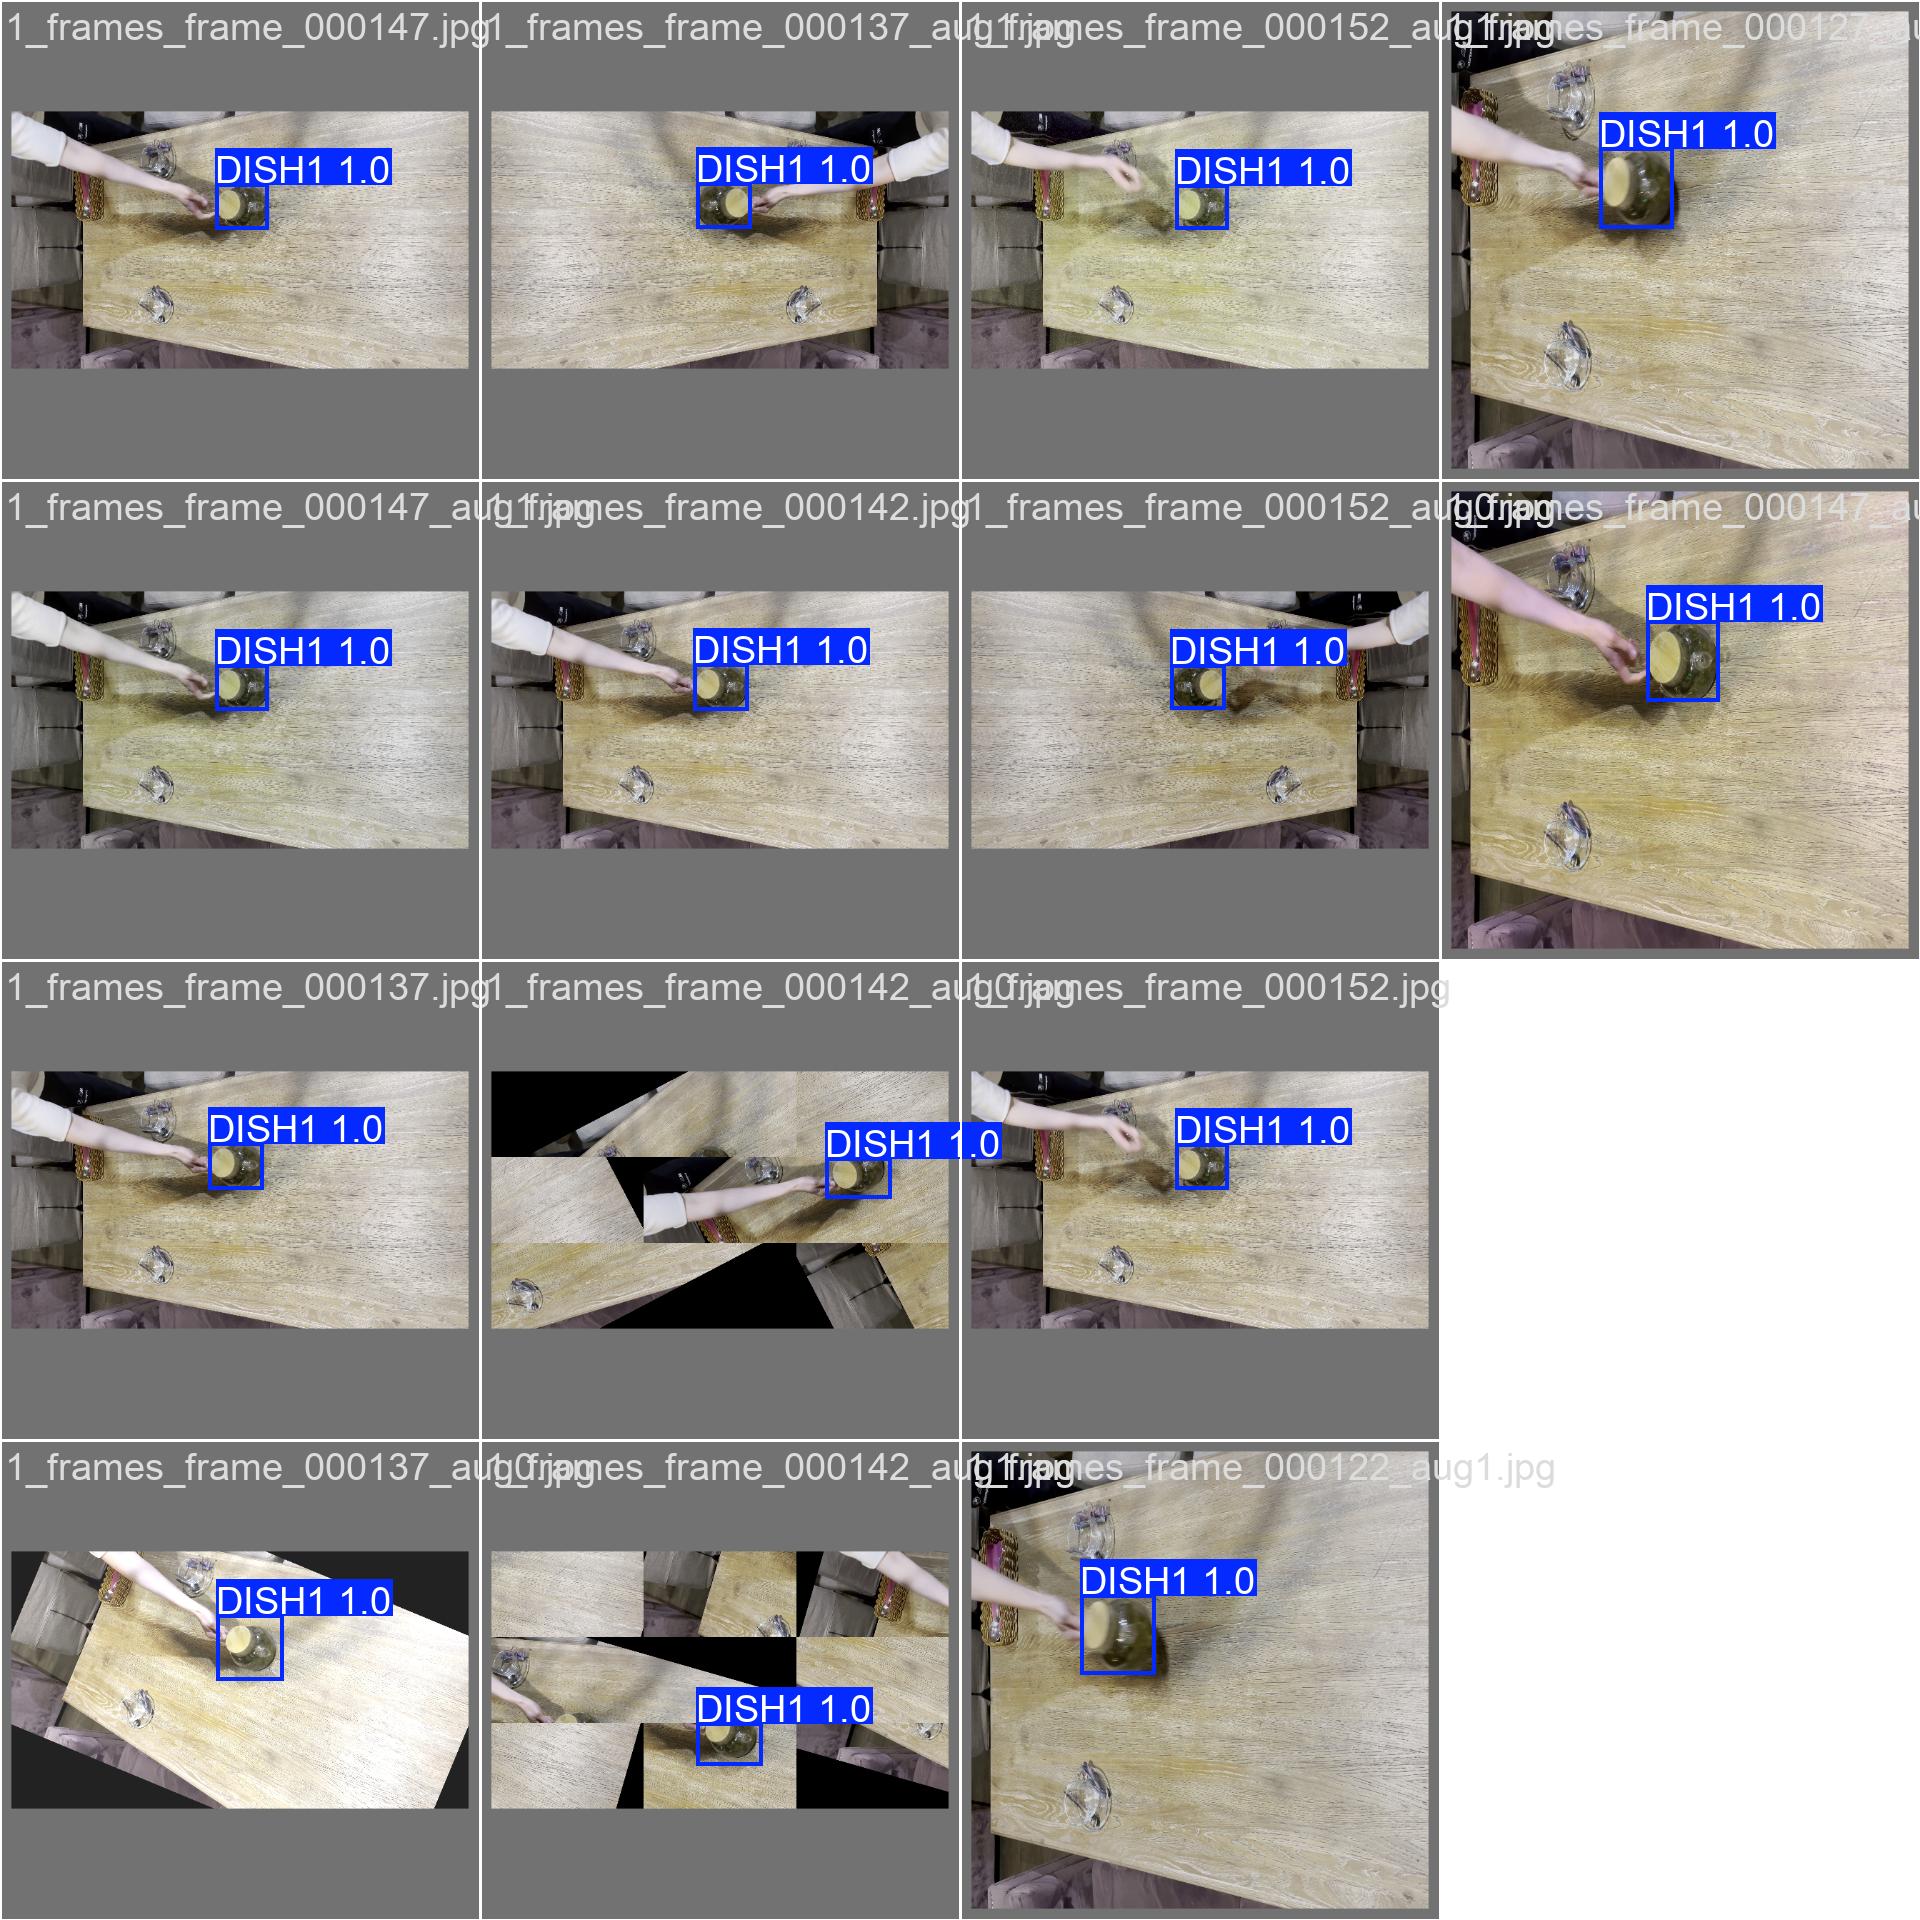 1_frames_frame_000147.jpg
1_frames_frame_000137_aug1.jpg
1_frames_frame_000152_aug1.jpg
1_frames_frame_000127_au
DISH1 1.0
DISH1 1.0
DISH1 1.0
DISH1 1.0
1_frames_frame_000147_aug1.jpg
1_frames_frame_000142.jpg
1_frames_frame_000152_aug0.jpg
1_frames_frame_000147_au
DISH1 1.0
DISH1 1.0
DISH1 1.0
DISH1 1.0
1_frames_frame_000137.jpg
1_frames_frame_000142_aug0.jpg
1_frames_frame_000152.jpg
DISH1 1.0
DISH1 1.0
DISH1 1.0
1_frames_frame_000137_aug0.jpg
1_frames_frame_000142_aug1.jpg
1_frames_frame_000122_aug1.jpg
DISH1 1.0
DISH1 1.0
DISH1 1.0